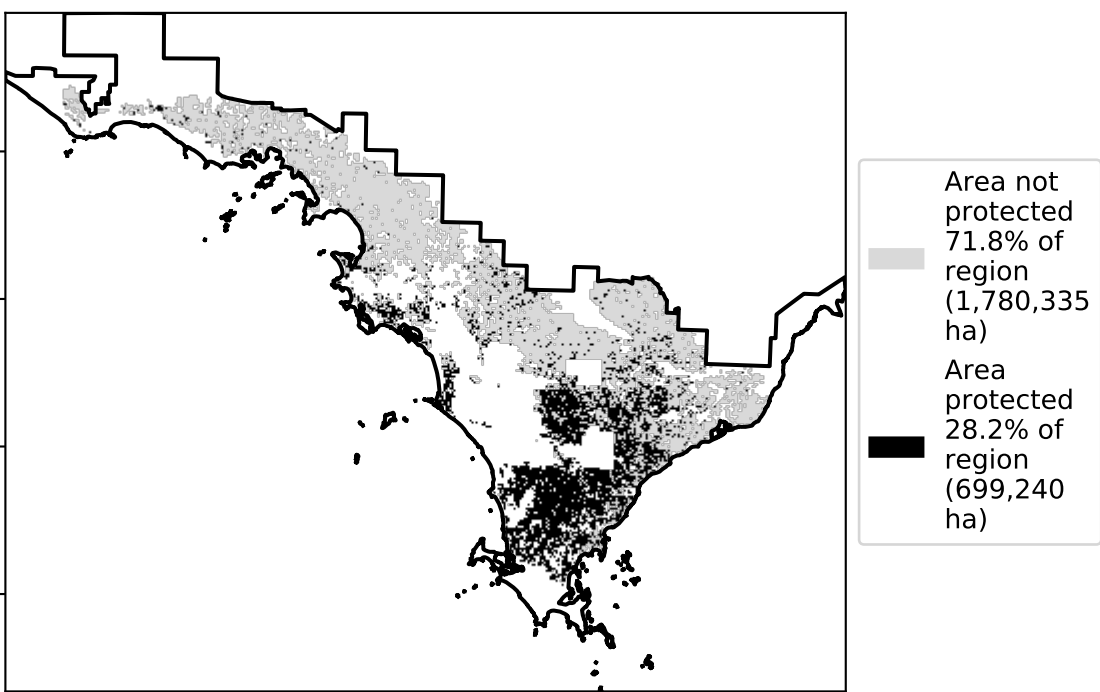 Area not
protected
71.8% of
region
(1,780,335
ha)
Area
protected
28.2% of
region
(699,240
ha)